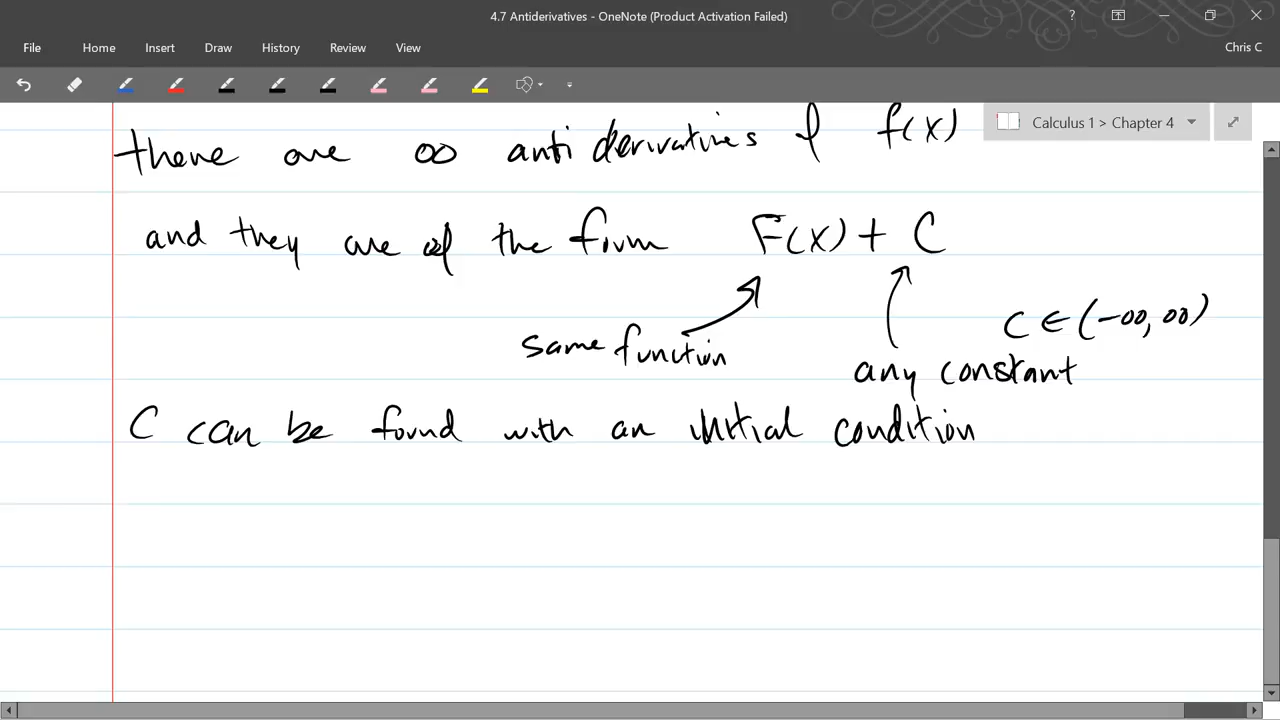 4.7 Antiderivatives - OneNote (Product Activation Failed)
?
File Home Insert Draw History Review View Chris C
Calculus 1 > Chapter 4
there are ∞ antiderivatives of f(x)
and they are of the form F(x) + C
C ∈ (-∞, ∞)
same function
any constant
C can be found with an initial condition